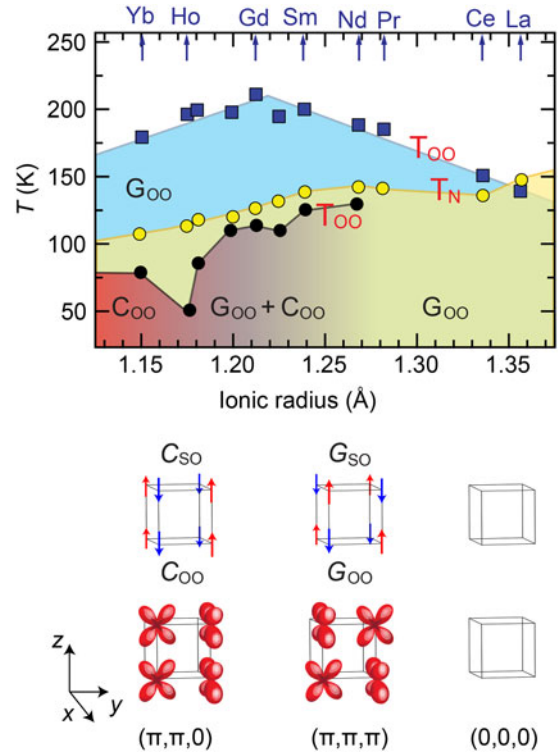 Yb Ho Gd Sm Nd Pr Ce La
250
200
150
100
50
T (K)
T_OO
G_OO
T_N
T_OO
C_OO G_OO + C_OO G_OO
1.15 1.20 1.25 1.30 1.35
Ionic radius (Å)
C_SO G_SO
C_OO G_OO
z
y
x
(π,π,0) (π,π,π) (0,0,0)